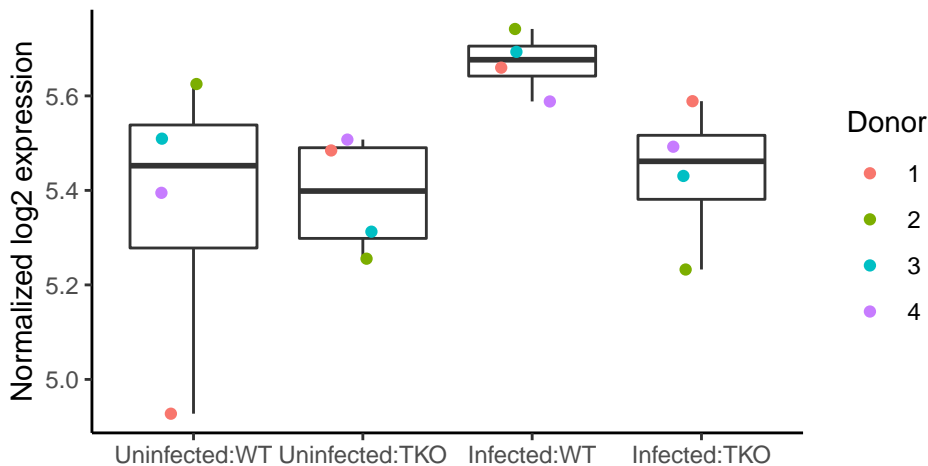 Normalized log2 expression
5.6
5.4
5.2
5.0
Uninfected:WT Uninfected:TKO Infected:WT Infected:TKO
Donor
1
2
3
4